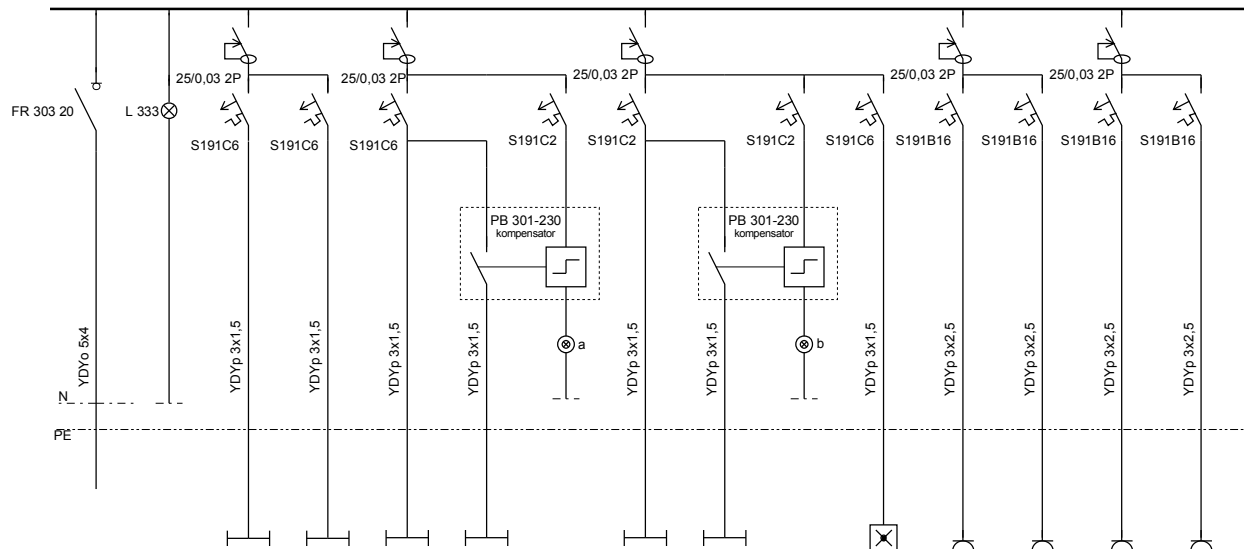 25/0,03 2P
25/0,03 2P
25/0,03 2P
25/0,03 2P
25/0,03 2P
FR 303 20
L 333
S191C6
S191C6
S191C6
S191C2
S191C2
S191C2
S191C6
S191B16
S191B16
S191B16
S191B16
PB 301-230
kompensator
PB 301-230
kompensator
a
b
YDYo 5x4
YDYp 3x1,5
YDYp 3x1,5
YDYp 3x1,5
YDYp 3x1,5
YDYp 3x1,5
YDYp 3x1,5
YDYp 3x1,5
YDYp 3x2,5
YDYp 3x2,5
YDYp 3x2,5
YDYp 3x2,5
N
PE